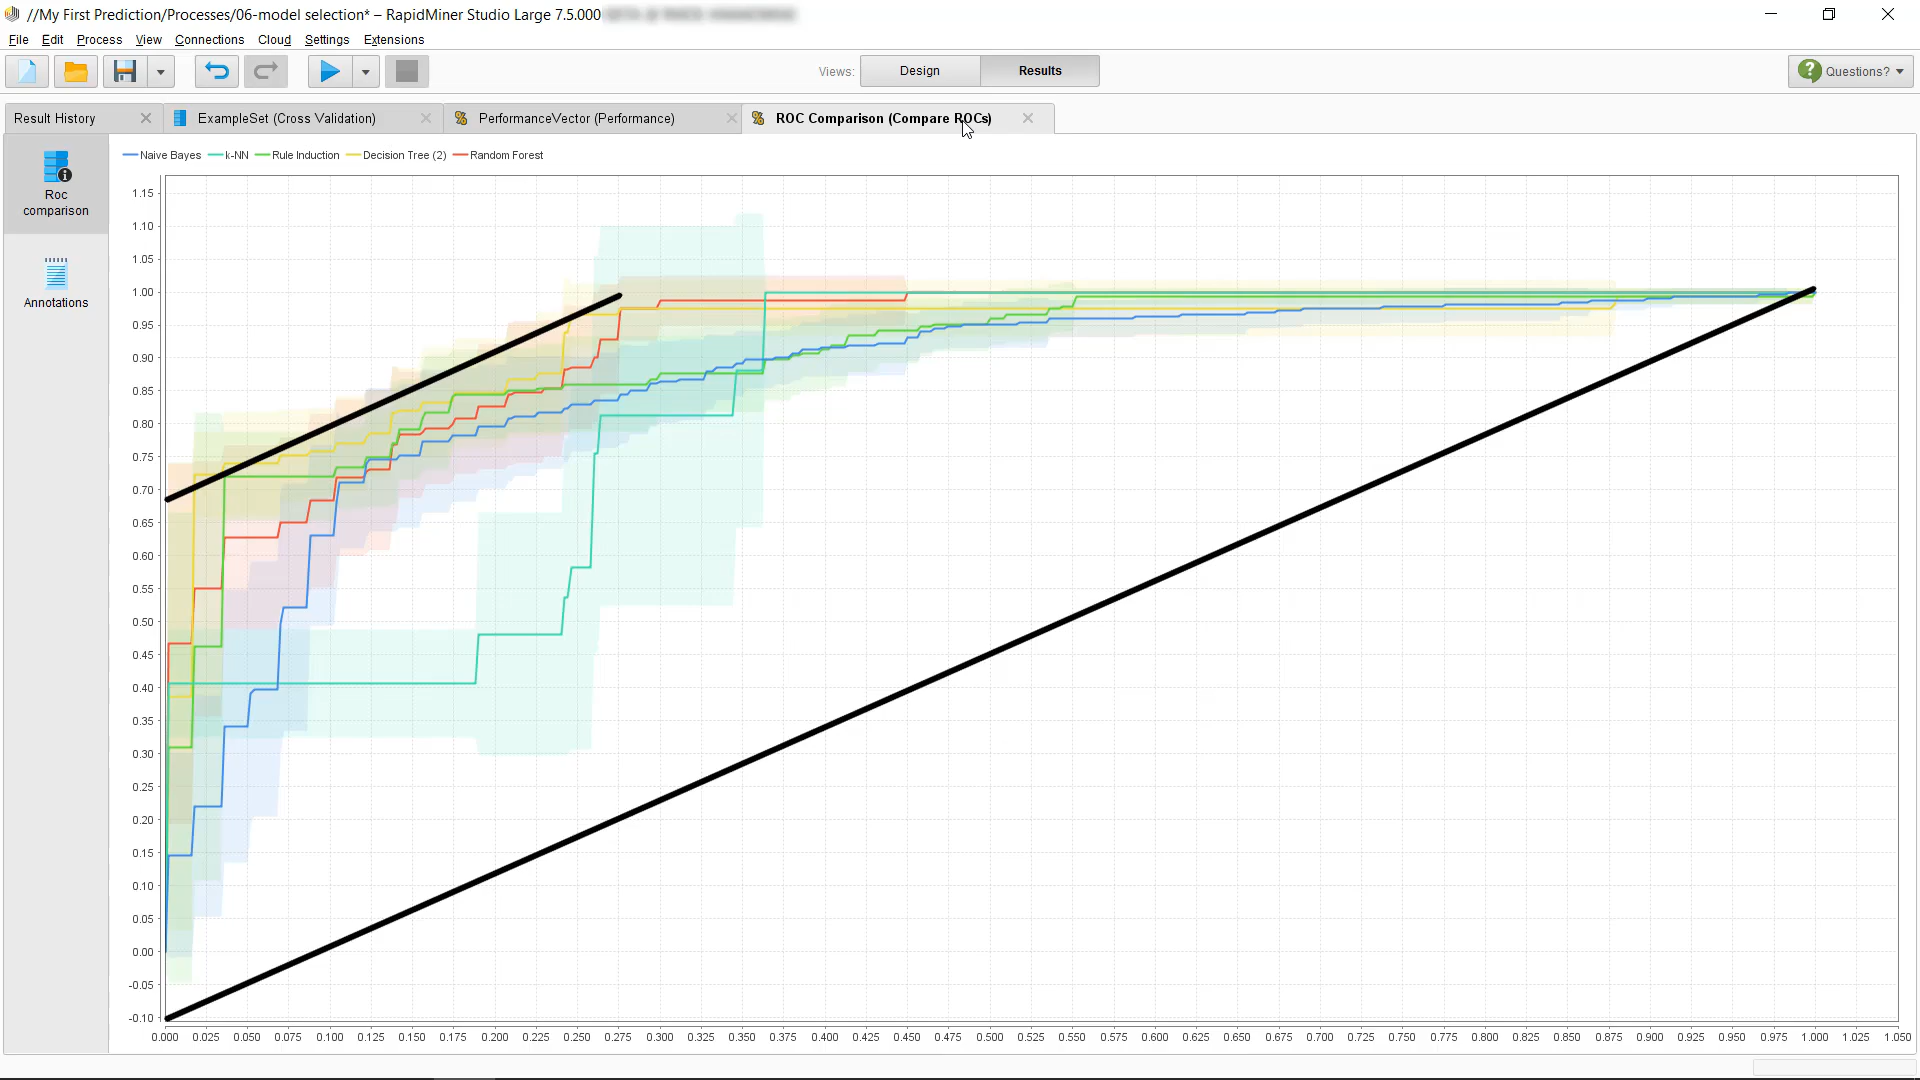 //My First Prediction/Processes/06-model selection* – RapidMiner Studio Large 7.5.000
File Edit Process View Connections Cloud Settings Extensions
Views: Design Results
Questions?
Result History
ExampleSet (Cross Validation)
PerformanceVector (Performance)
ROC Comparison (Compare ROCs)
Roc
comparison
Annotations
Naive Bayes k-NN Rule Induction Decision Tree (2) Random Forest
1.15
1.10
1.05
1.00
0.95
0.90
0.85
0.80
0.75
0.70
0.65
0.60
0.55
0.50
0.45
0.40
0.35
0.30
0.25
0.20
0.15
0.10
0.05
0.00
-0.05
-0.10
0.000 0.025 0.050 0.075 0.100 0.125 0.150 0.175 0.200 0.225 0.250 0.275 0.300 0.325 0.350 0.375 0.400 0.425 0.450 0.475 0.500 0.525 0.550 0.575 0.600 0.625 0.650 0.675 0.700 0.725 0.750 0.775 0.800 0.825 0.850 0.875 0.900 0.925 0.950 0.975 1.000 1.025 1.050